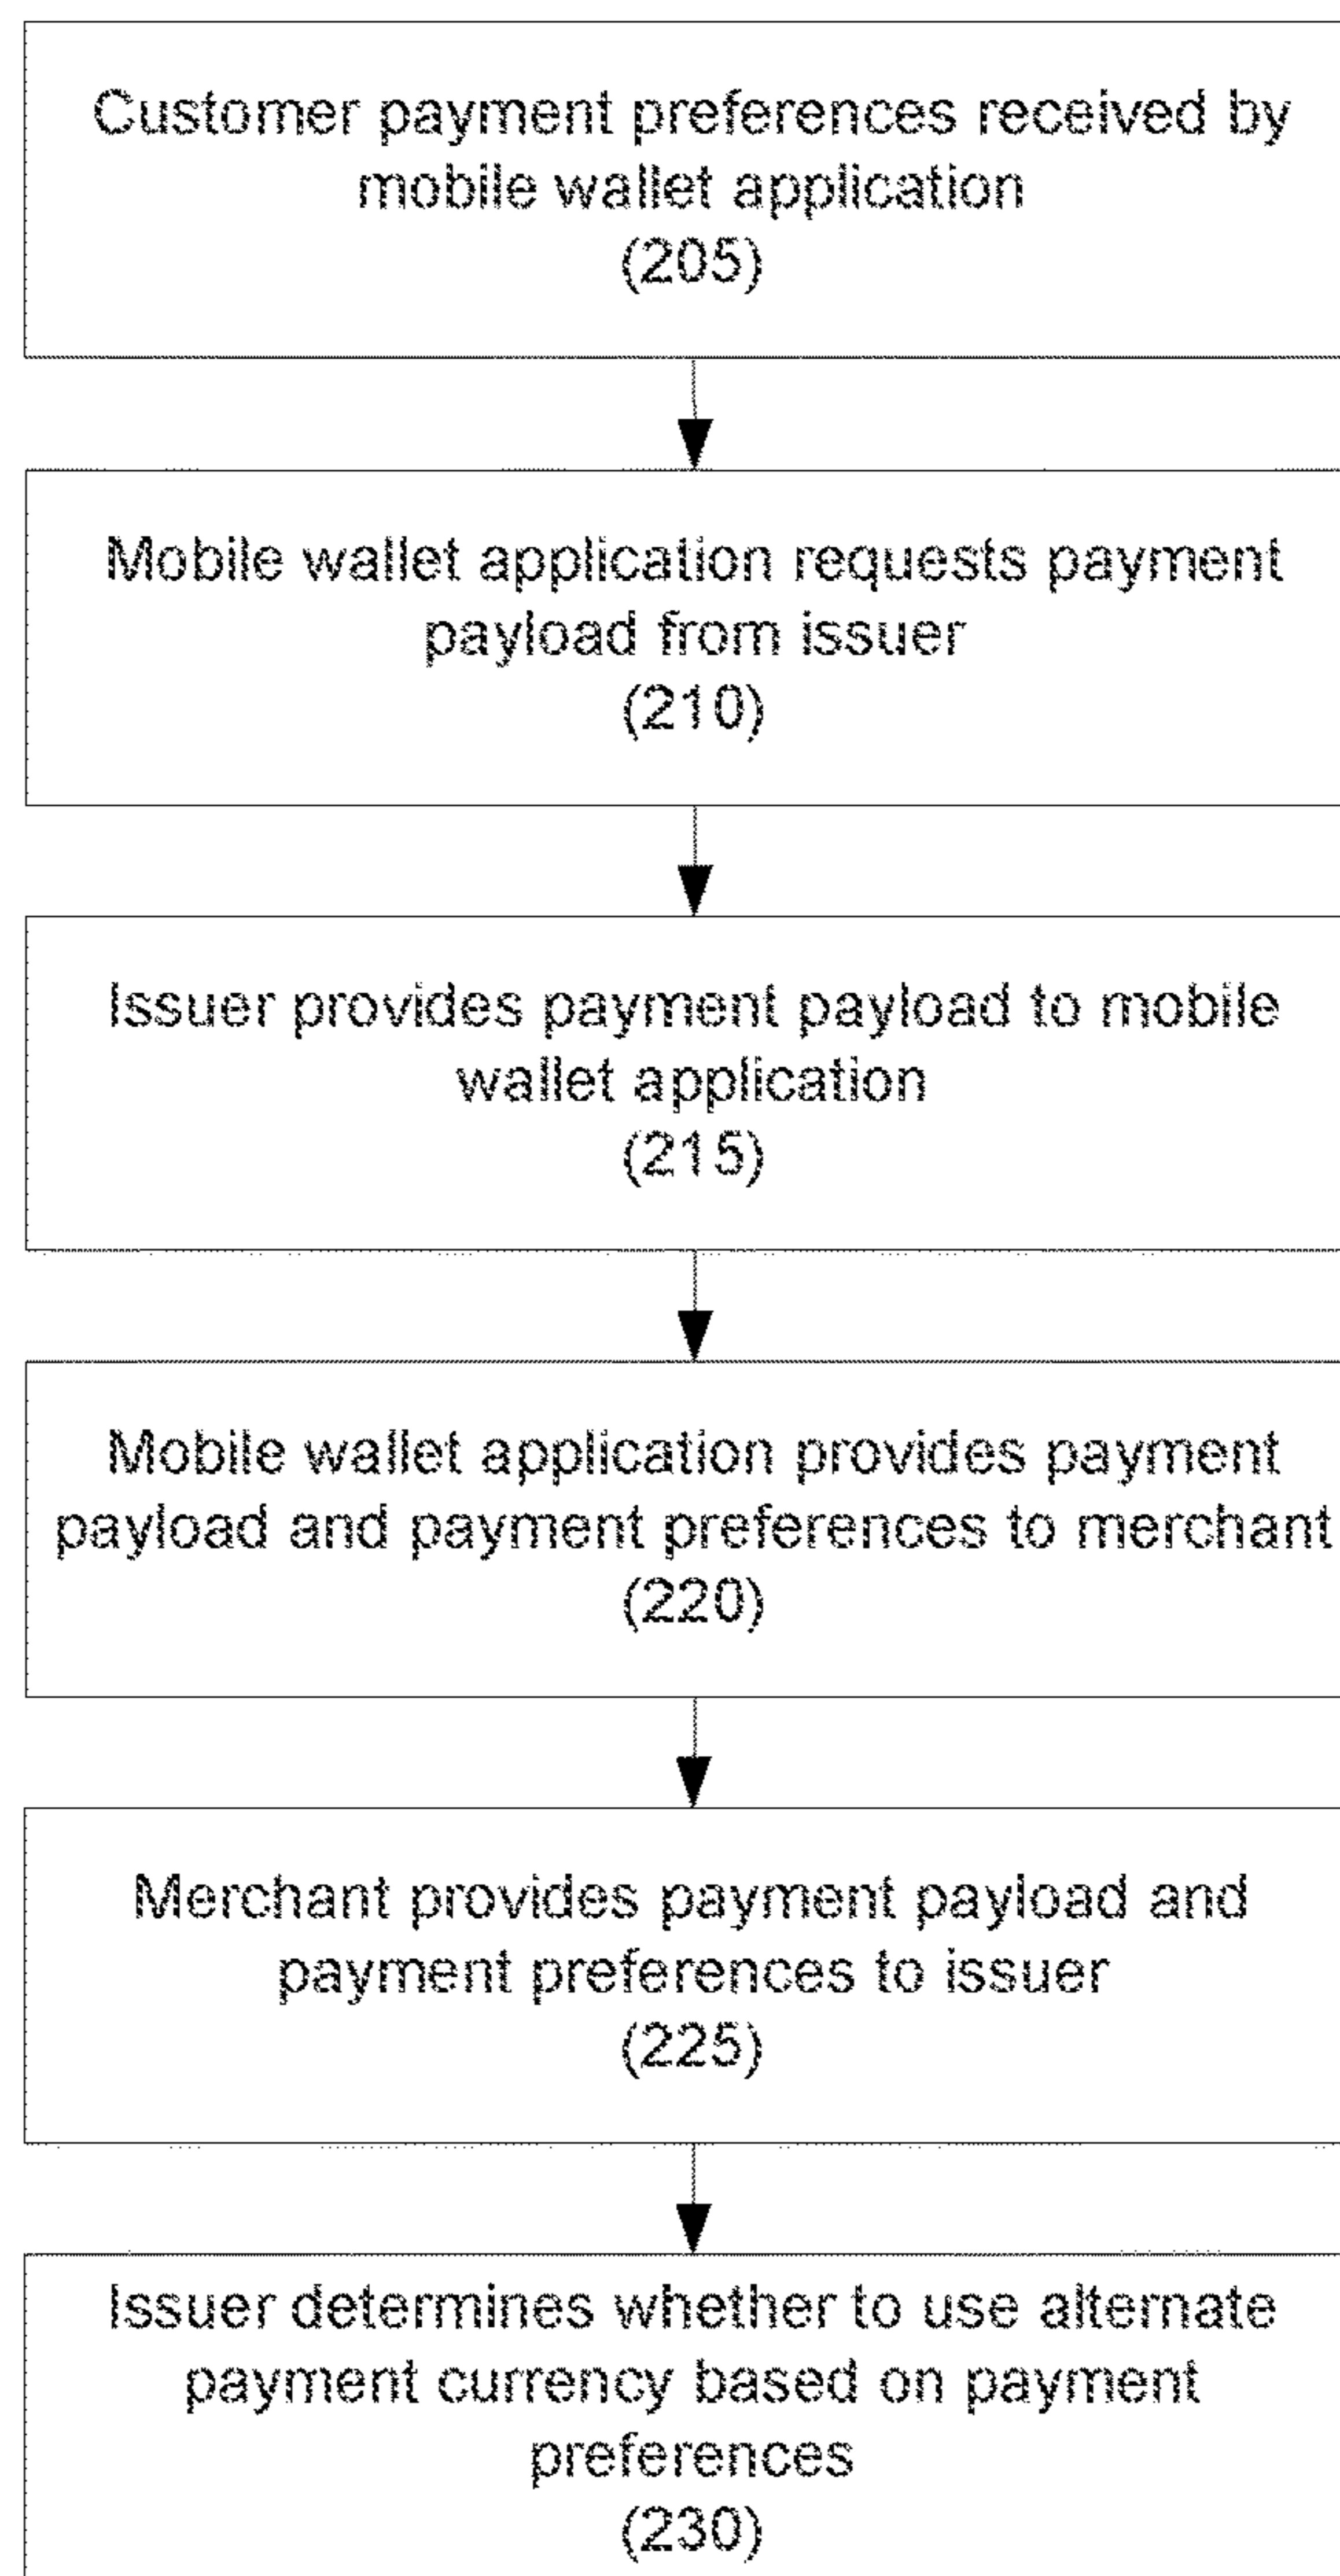 Customer payment preferences received by
mobile wallet application
(205)
Mobile wallet application requests payment
payload from issuer
(210)
Issuer provides payment payload to mobile
wallet application
(215)
Mobile wallet application provides payment
payload and payment preferences to merchant
(220)
Merchant provides payment payload and
payment preferences to issuer
(225)
Issuer determines whether to use alternate
payment currency based on payment
preferences
(230)